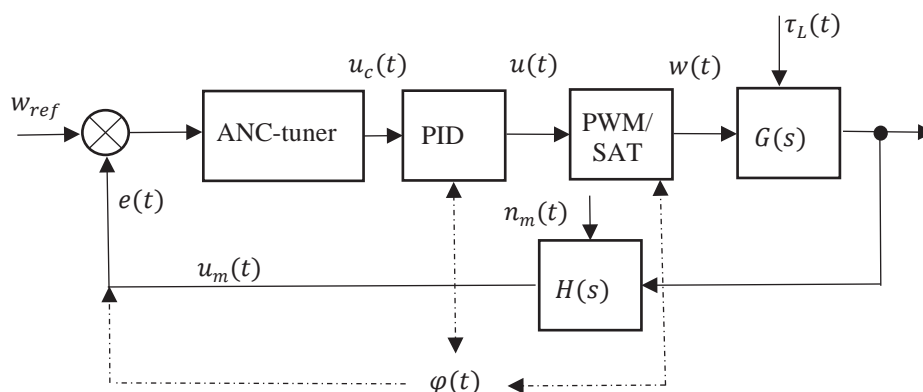 τ_L(t)
u_c(t)
u(t)
w(t)
w_ref
ANC-tuner
PID
PWM/
SAT
G(s)
e(t)
n_m(t)
u_m(t)
H(s)
φ(t)